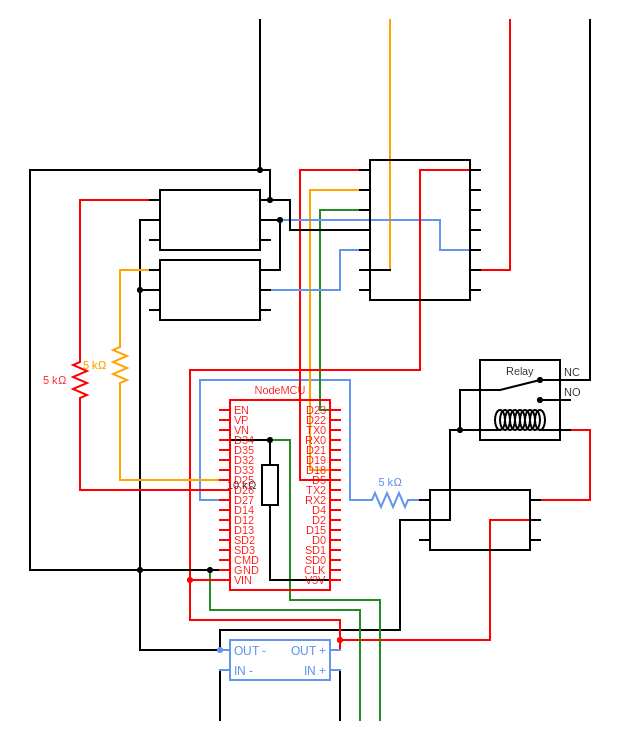 Relay
NC
NO
5 kΩ
5 kΩ
NodeMCU
EN
VP
VN
D34
D35
D32
D33
D25
D26
D27
D14
D12
D13
SD2
SD3
CMD
GND
VIN
D23
D22
TX0
RX0
D21
D19
D18
D5
TX2
RX2
D4
D2
D15
D0
SD1
SD0
CLK
V3V
5 kΩ
OUT - OUT +
IN - IN +